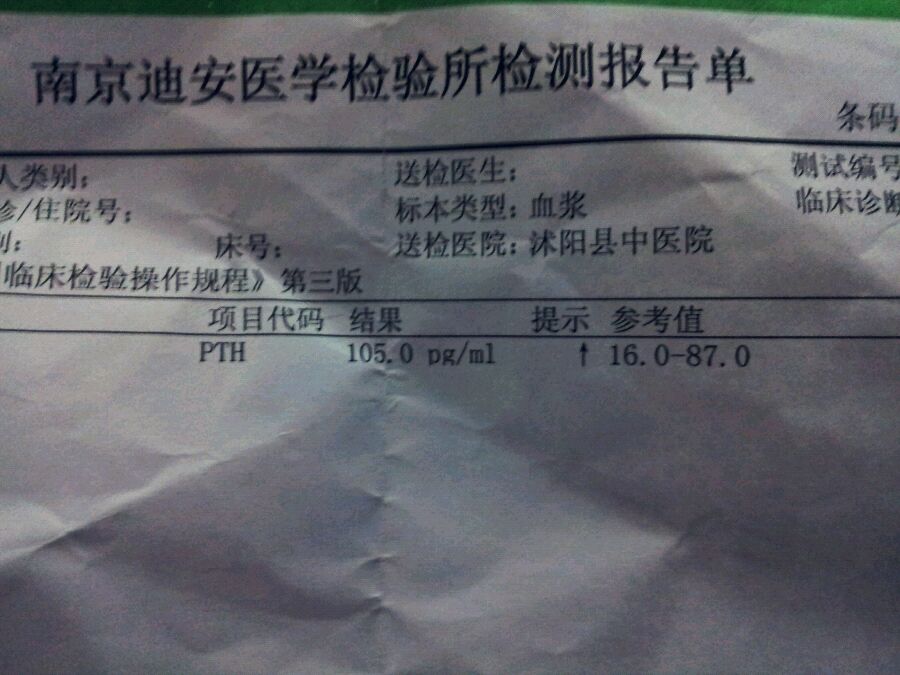 南京迪安医学检验所检测报告单
条码
人类别： 送检医生： 测试编号
诊/住院号： 标本类型：血浆 临床诊断
别： 床号： 送检医院：沭阳县中医院
临床检验操作规程》第三版
项目代码 结果 提示 参考值
PTH 105.0 pg/ml ↑ 16.0-87.0